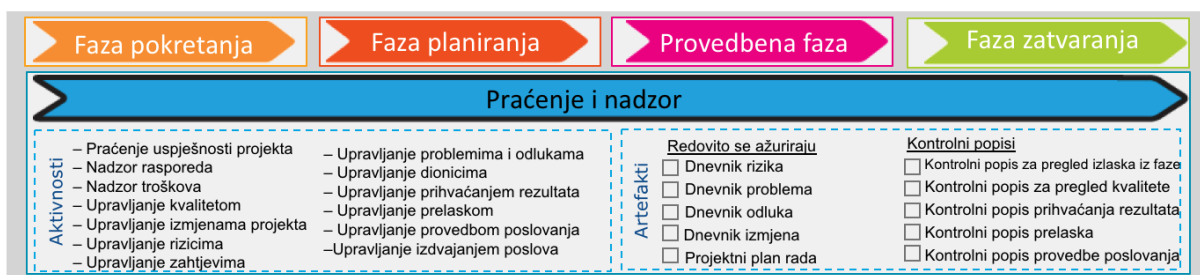 Faza pokretanja
Faza planiranja
Provedbena faza
Faza zatvaranja
Praćenje i nadzor
Aktivnosti
– Praćenje uspješnosti projekta
– Nadzor rasporeda
– Nadzor troškova
– Upravljanje kvalitetom
– Upravljanje izmjenama projekta
– Upravljanje rizicima
– Upravljanje zahtjevima
– Upravljanje problemima i odlukama
– Upravljanje dionicima
– Upravljanje prihvaćanjem rezultata
– Upravljanje prelaskom
– Upravljanje provedbom poslovanja
–Upravljanje izdvajanjem poslova
Artefakti
Redovito se ažuriraju
Dnevnik rizika
Dnevnik problema
Dnevnik odluka
Dnevnik izmjena
Projektni plan rada
Kontrolni popisi
Kontrolni popis za pregled izlaska iz faze
Kontrolni popis za pregled kvalitete
Kontrolni popis prihvaćanja rezultata
Kontrolni popis prelaska
Kontrolni popis provedbe poslovanja